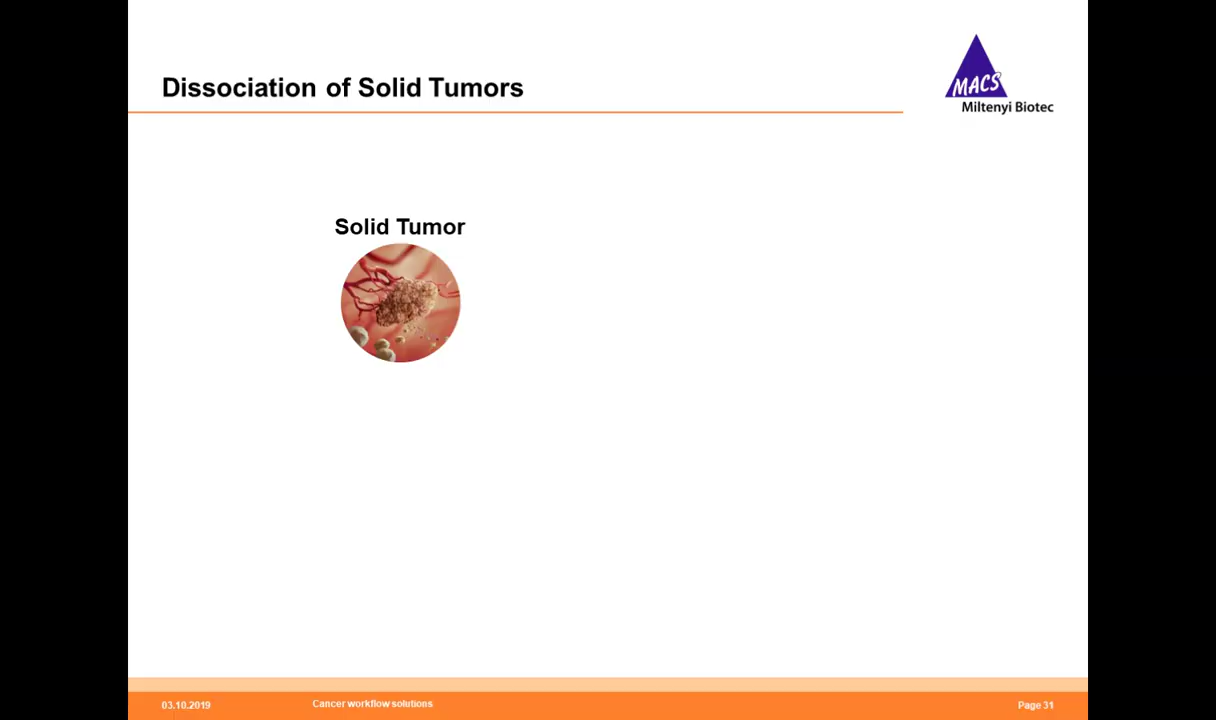 Dissociation of Solid Tumors
MACS
Miltenyi Biotec
Solid Tumor
03.10.2019
Cancer workflow solutions
Page 31